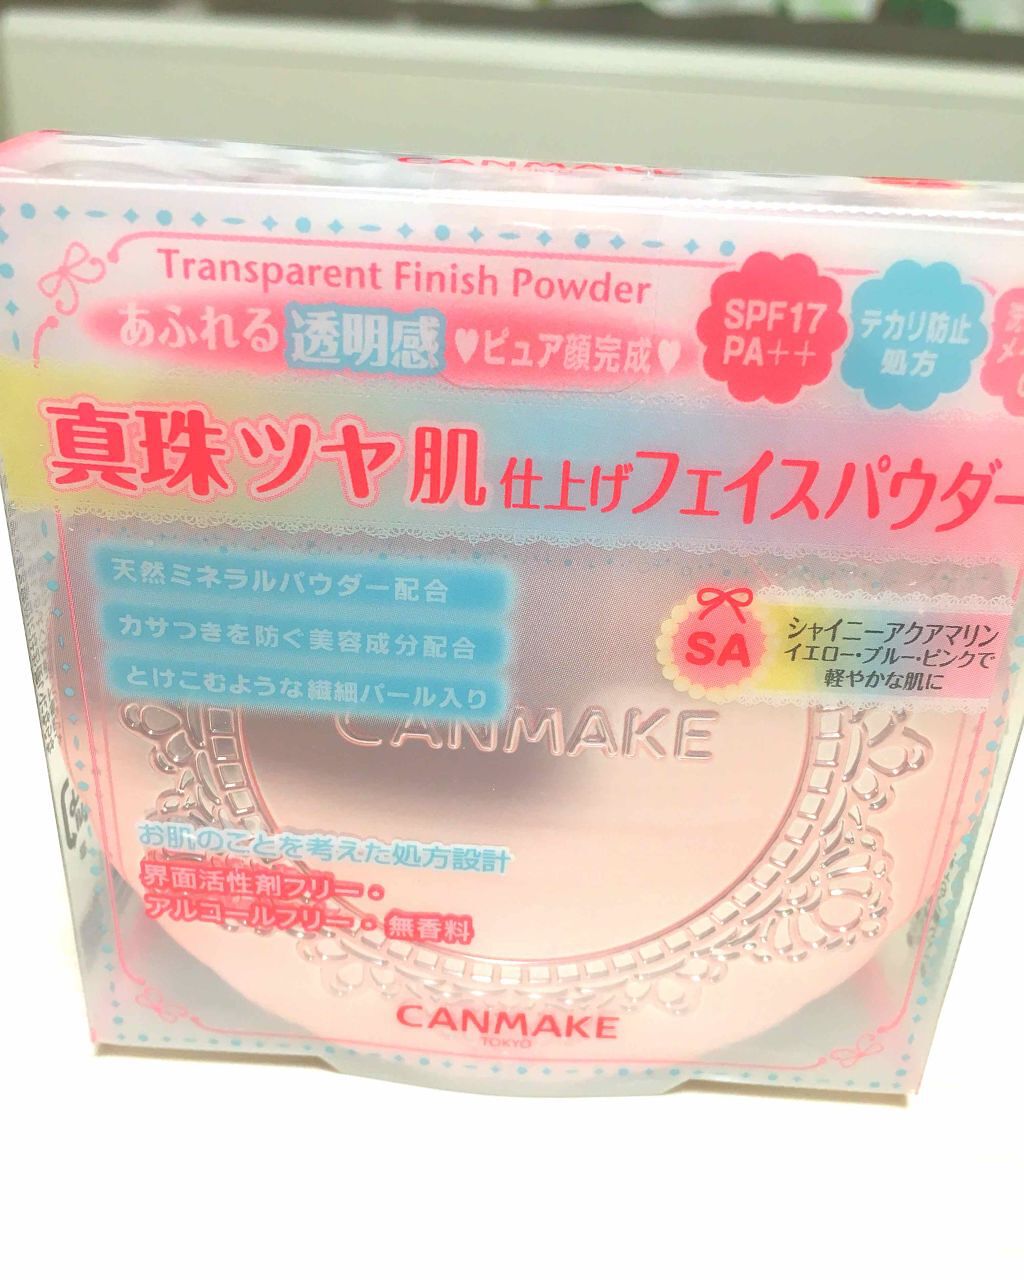 CANMAKE
Transparent Finish Powder
あふれる透明感♥ピュア顔完成♥
SPF17
PA++
テカリ防止
処方
真珠ツヤ肌仕上げフェイスパウダー
天然ミネラルパウダー配合
カサつきを防ぐ美容成分配合
とけこむような繊細パール入り
SA
シャイニーアクアマリン
イエロー・ブルー・ピンクで
軽やかな肌に
CANMAKE
お肌のことを考えた処方設計
界面活性剤フリー・
アルコールフリー・無香料
CANMAKE
TOKYO